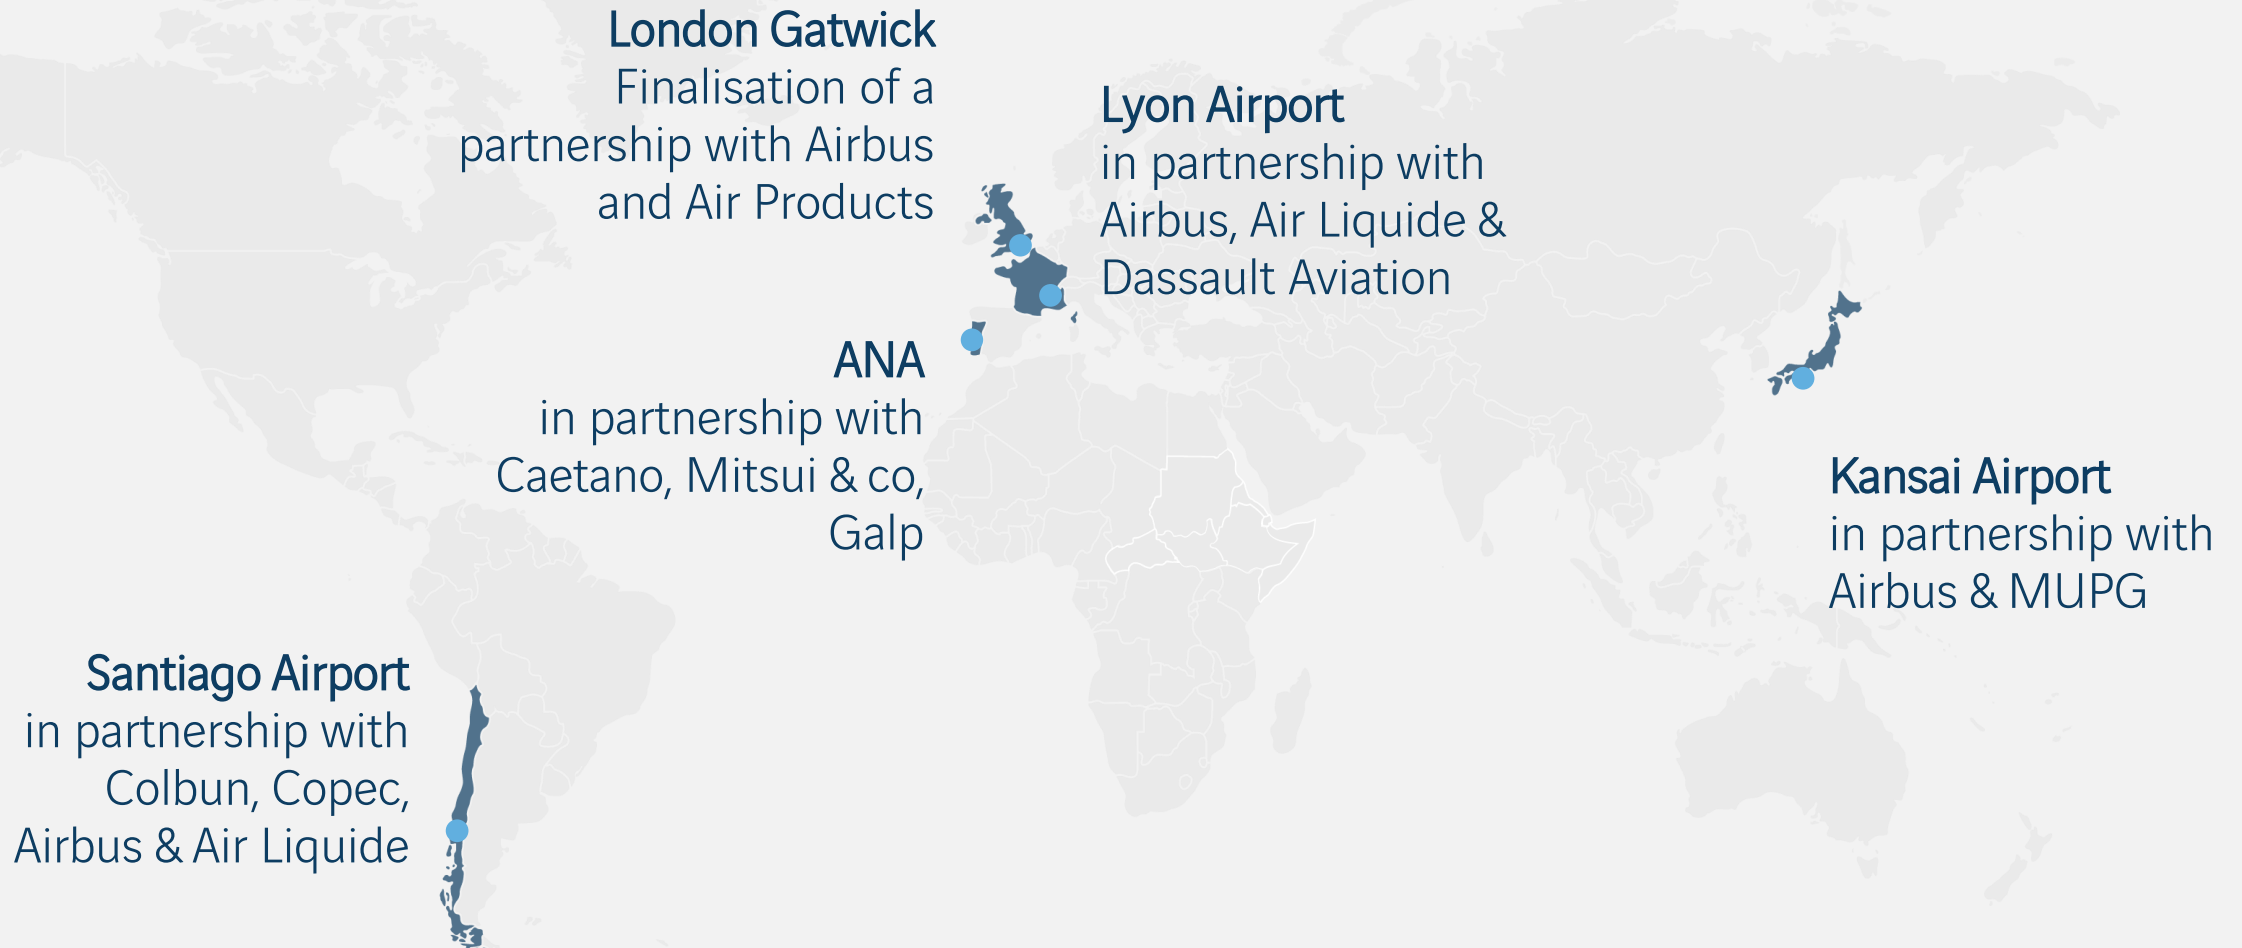 London Gatwick
Finalisation of a
partnership with Airbus
and Air Products
Lyon Airport
in partnership with
Airbus, Air Liquide &
Dassault Aviation
ANA
in partnership with
Caetano, Mitsui & co,
Galp
Kansai Airport
in partnership with
Airbus & MUPG
Santiago Airport
in partnership with
Colbun, Copec,
Airbus & Air Liquide